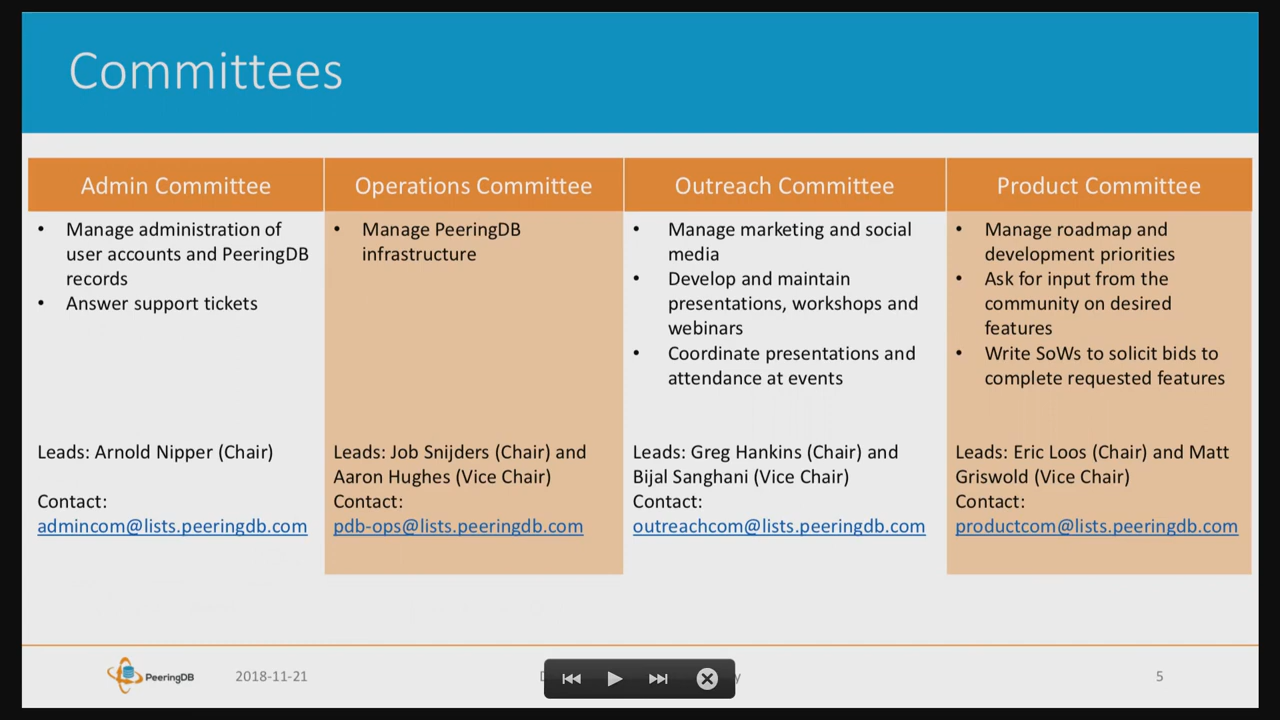 Committees
Admin Committee
Operations Committee
Outreach Committee
Product Committee
• Manage administration of
user accounts and PeeringDB
records
• Answer support tickets
Leads: Arnold Nipper (Chair)
Contact:
admincom@lists.peeringdb.com
• Manage PeeringDB
infrastructure
Leads: Job Snijders (Chair) and
Aaron Hughes (Vice Chair)
Contact:
pdb-ops@lists.peeringdb.com
• Manage marketing and social
media
• Develop and maintain
presentations, workshops and
webinars
• Coordinate presentations and
attendance at events
Leads: Greg Hankins (Chair) and
Bijal Sanghani (Vice Chair)
Contact:
outreachcom@lists.peeringdb.com
• Manage roadmap and
development priorities
• Ask for input from the
community on desired
features
• Write SoWs to solicit bids to
complete requested features
Leads: Eric Loos (Chair) and Matt
Griswold (Vice Chair)
Contact:
productcom@lists.peeringdb.com
PeeringDB
2018-11-21
5